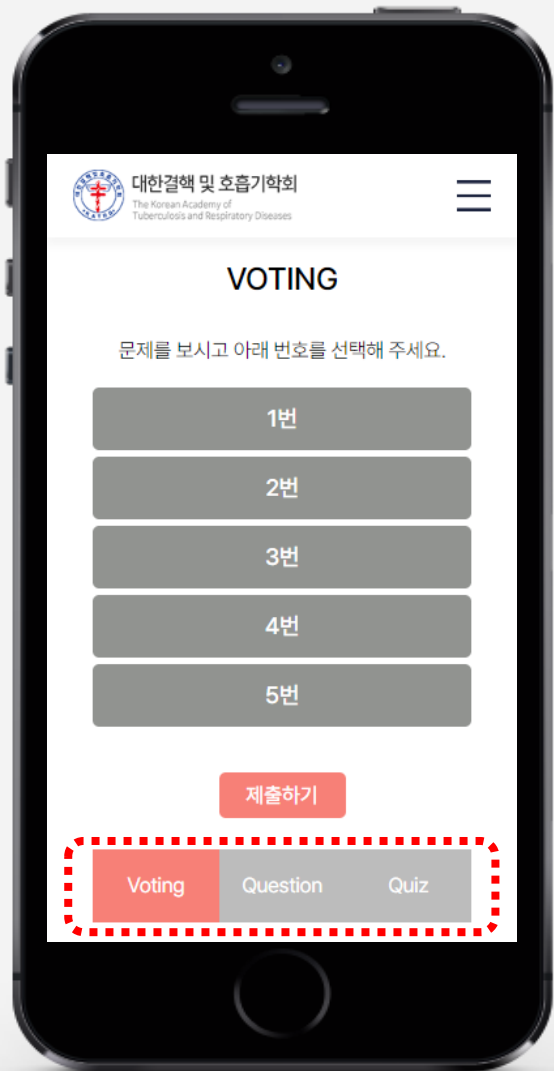 대한결핵 및 호흡기학회
The Korean Academy of
Tuberculosis and Respiratory Diseases
VOTING
문제를 보시고 아래 번호를 선택해 주세요.
1번
2번
3번
4번
5번
제출하기
Voting Question Quiz